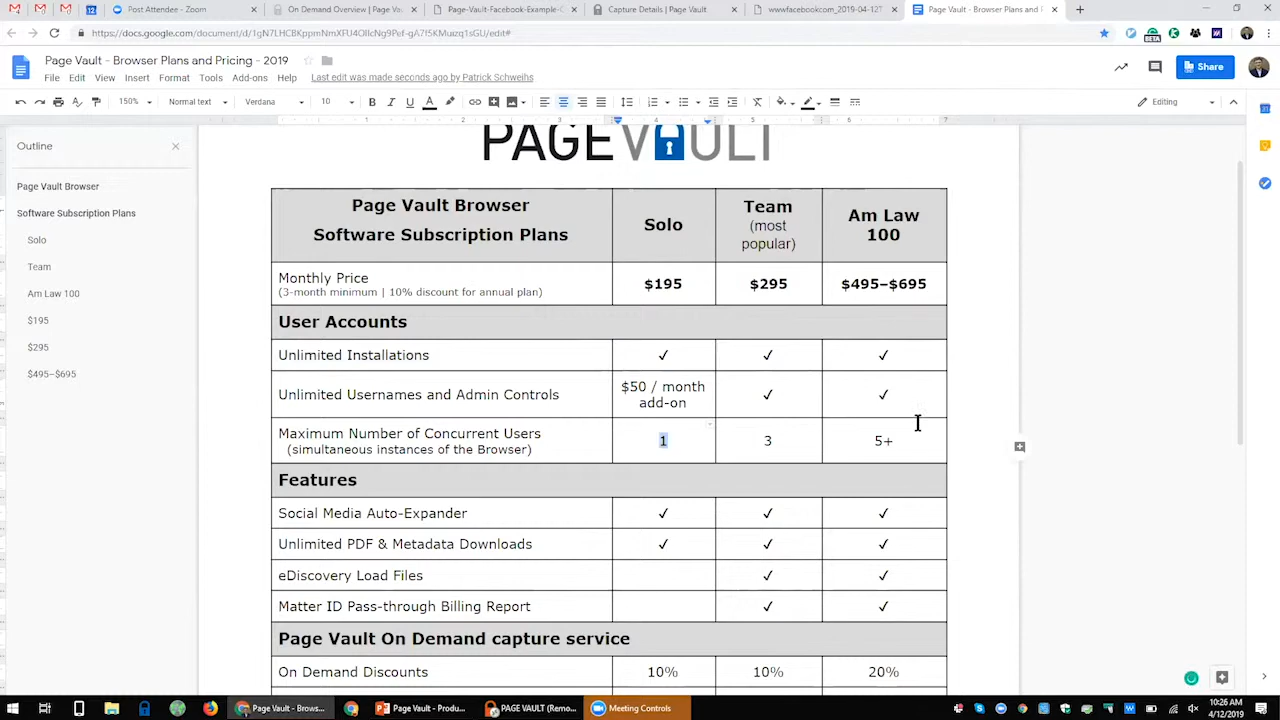 Post Attendee - Zoom
On Demand Overview | Page Va
Page-Vault-Facebook-Example-C
Capture Details | Page Vault
wwwfacebookcom_2019-04-12T
Page Vault - Browser Plans and P
https://docs.google.com/document/d/
Page Vault - Browser Plans and Pricing - 2019
File Edit View Insert Format Tools Add-ons Help Last edit was made seconds ago by Patrick Schweihs
Share
150% Normal text Verdana 10 Editing
Outline
Page Vault Browser
Software Subscription Plans
Solo
Team
Am Law 100
$195
$295
$495–$695
PAGEVAULT
Page Vault Browser
Software Subscription Plans
Solo
Team
(most
popular)
Am Law
100
Monthly Price
(3-month minimum | 10% discount for annual plan)
$195 $295 $495–$695
User Accounts
Unlimited Installations ✓ ✓ ✓
Unlimited Usernames and Admin Controls
$50 / month
add-on
✓ ✓
Maximum Number of Concurrent Users
(simultaneous instances of the Browser)
1 3 5+
Features
Social Media Auto-Expander ✓ ✓ ✓
Unlimited PDF & Metadata Downloads ✓ ✓ ✓
eDiscovery Load Files ✓ ✓
Matter ID Pass-through Billing Report ✓ ✓
Page Vault On Demand capture service
On Demand Discounts 10% 10% 20%
Page Vault - Brows...
Page Vault - Produ...
PAGE VAULT (Remo...
Meeting Controls
10:26 AM
4/12/2019